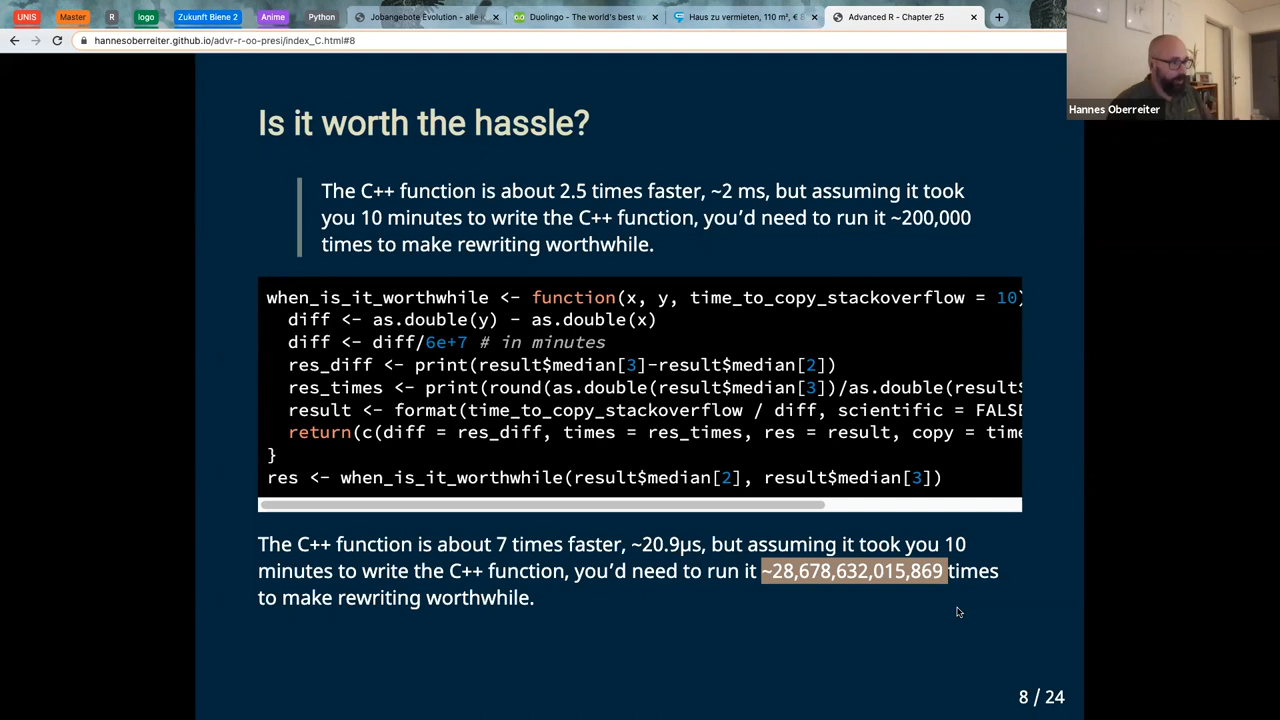 UNIS Master R logo Zukunft Biene 2 Anime Python Jobangebote Evolution - alle jo Duolingo - The world's best wa Haus zu vermieten, 110 m², € 8 Advanced R - Chapter 25
hannesoberreiter.github.io/advr-r-oo-presi/index_C.html#8
Hannes Oberreiter
Is it worth the hassle?
The C++ function is about 2.5 times faster, ~2 ms, but assuming it took
you 10 minutes to write the C++ function, you’d need to run it ~200,000
times to make rewriting worthwhile.
when_is_it_worthwhile <- function(x, y, time_to_copy_stackoverflow = 10)
diff <- as.double(y) - as.double(x)
diff <- diff/6e+7 # in minutes
res_diff <- print(result$median[3]-result$median[2])
res_times <- print(round(as.double(result$median[3])/as.double(result$
result <- format(time_to_copy_stackoverflow / diff, scientific = FALSE
return(c(diff = res_diff, times = res_times, res = result, copy = time
}
res <- when_is_it_worthwhile(result$median[2], result$median[3])
The C++ function is about 7 times faster, ~20.9µs, but assuming it took you 10
minutes to write the C++ function, you’d need to run it ~28,678,632,015,869 times
to make rewriting worthwhile.
8 / 24